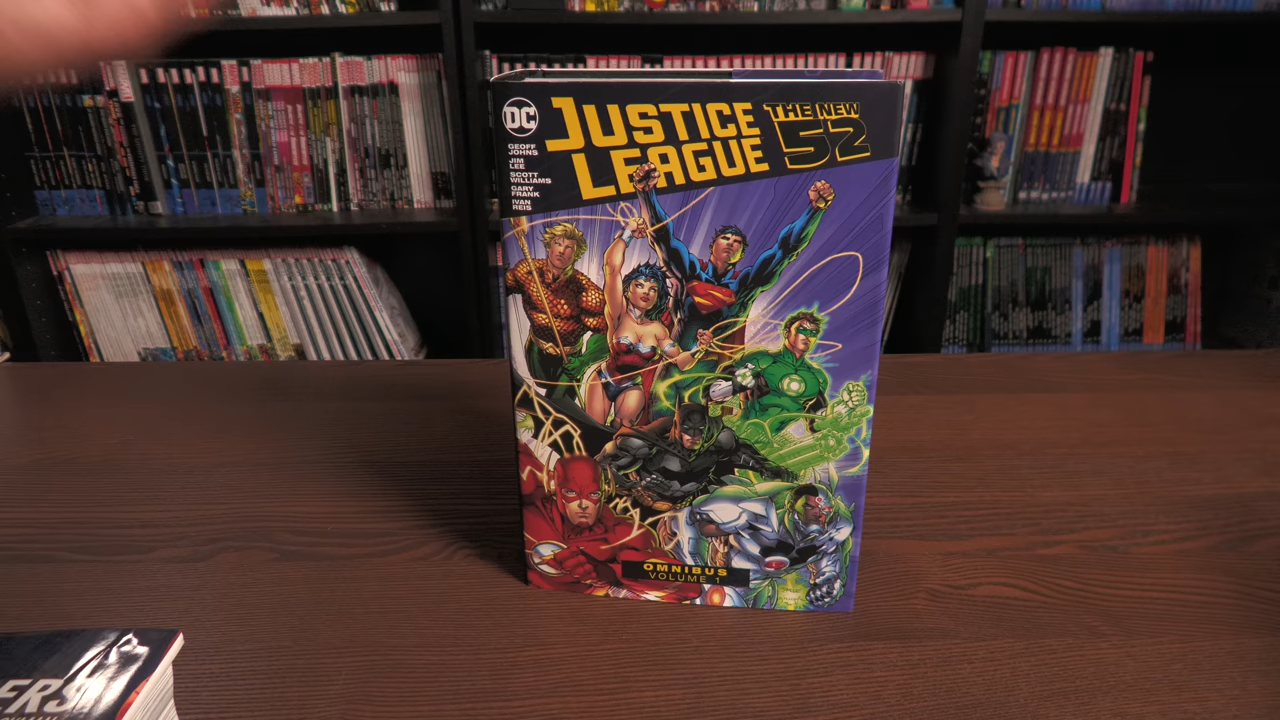 DC
JUSTICE
LEAGUE
THE NEW
52
GEOFF
JOHNS
JIM
LEE
SCOTT
WILLIAMS
GARY
FRANK
IVAN
REIS
OMNIBUS
VOLUME 1
ERS